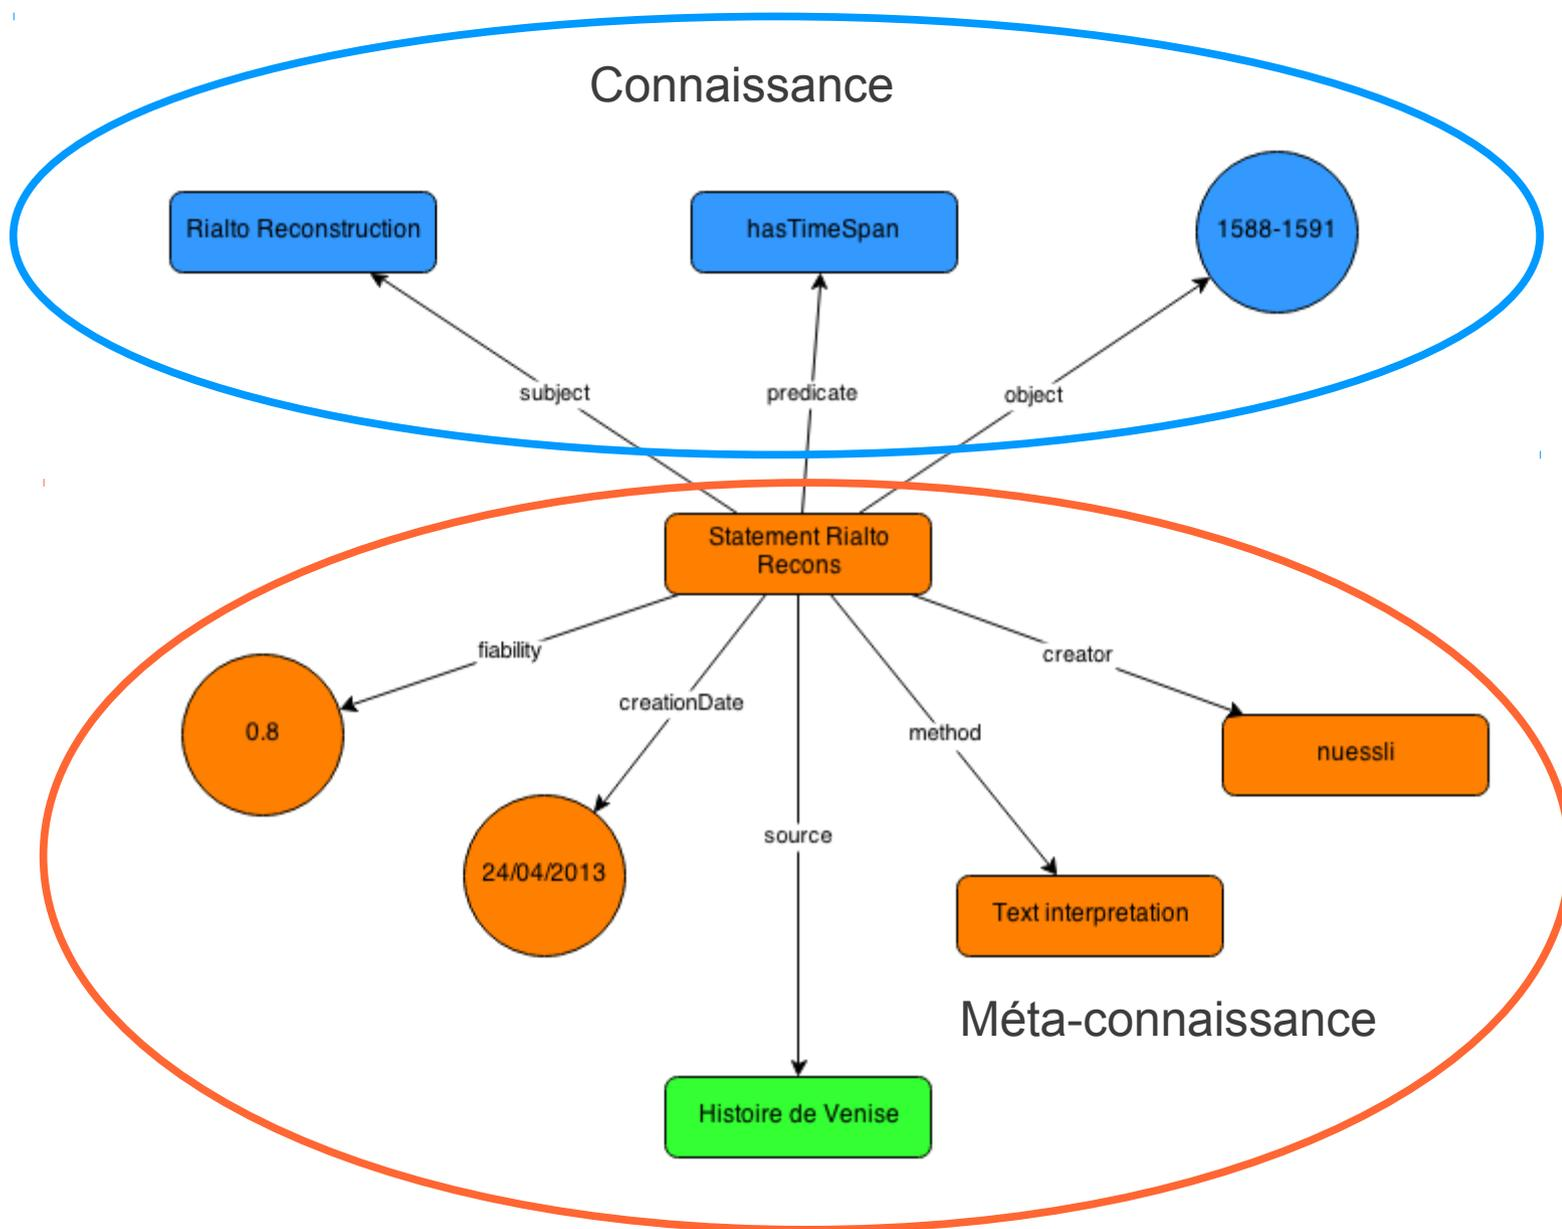 Connaissance
Rialto Reconstruction
hasTimeSpan
1588-1591
subject
predicate
object
Statement Rialto
Recons
fiability
creator
creationDate
method
0.8
nuessli
source
24/04/2013
Text interpretation
Méta-connaissance
Histoire de Venise